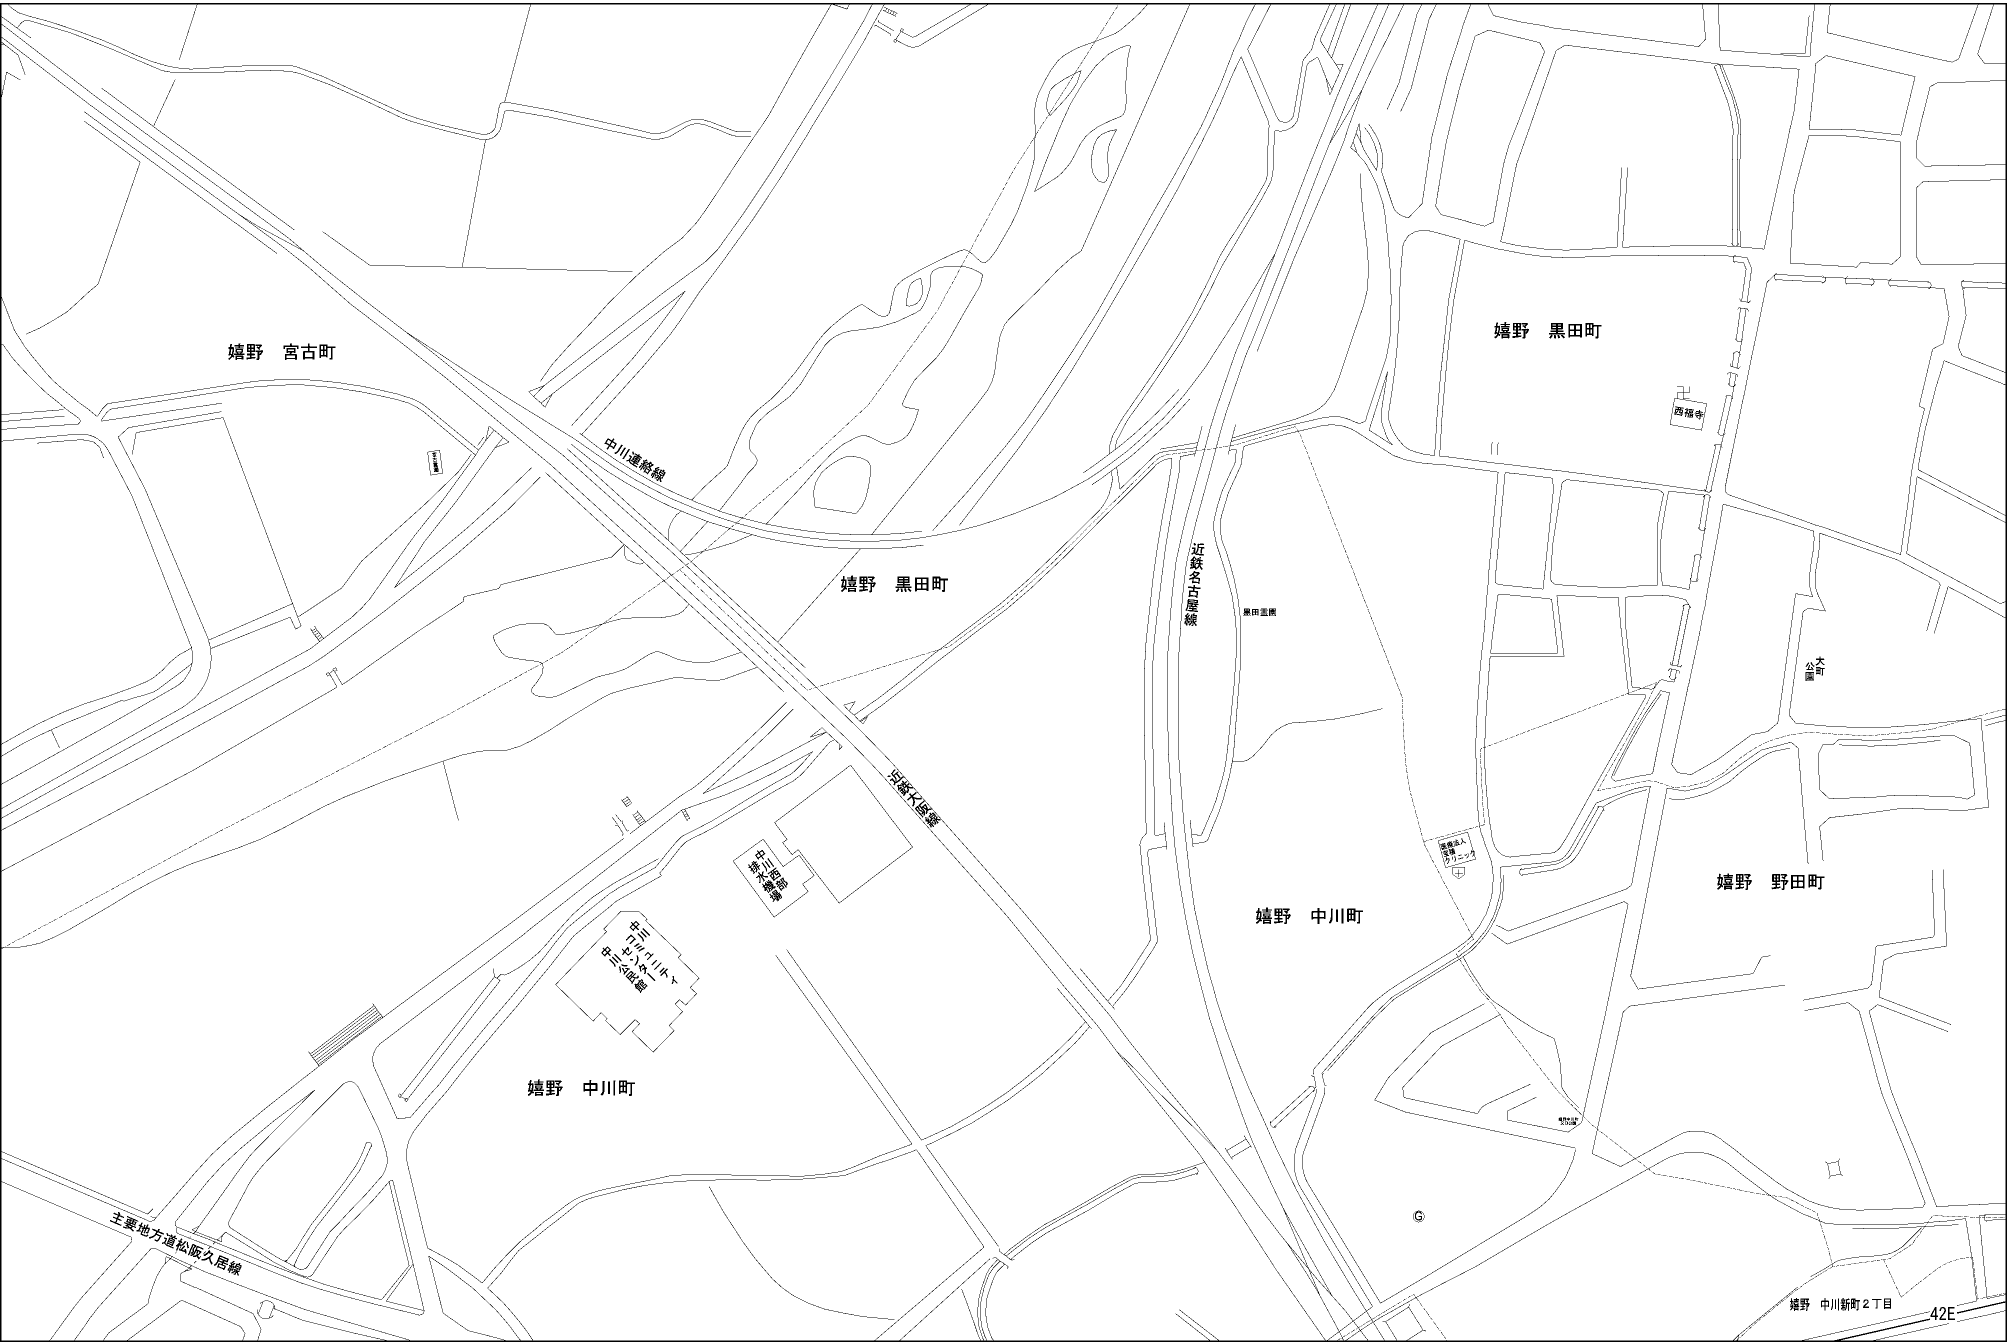 嬉野　黒田町
嬉野　宮古町
西福寺
中川連絡線
嬉野　黒田町
近鉄名古屋線
黒田霊園
大町
公園
近鉄大阪線
医療法人
クリニック
中川西部
排水機場
嬉野　野田町
嬉野　中川町
中川
コミュニティ
センター
中川公民館
嬉野　中川町
G
主要地方道松阪久居線
嬉野　中川新町２丁目
42E